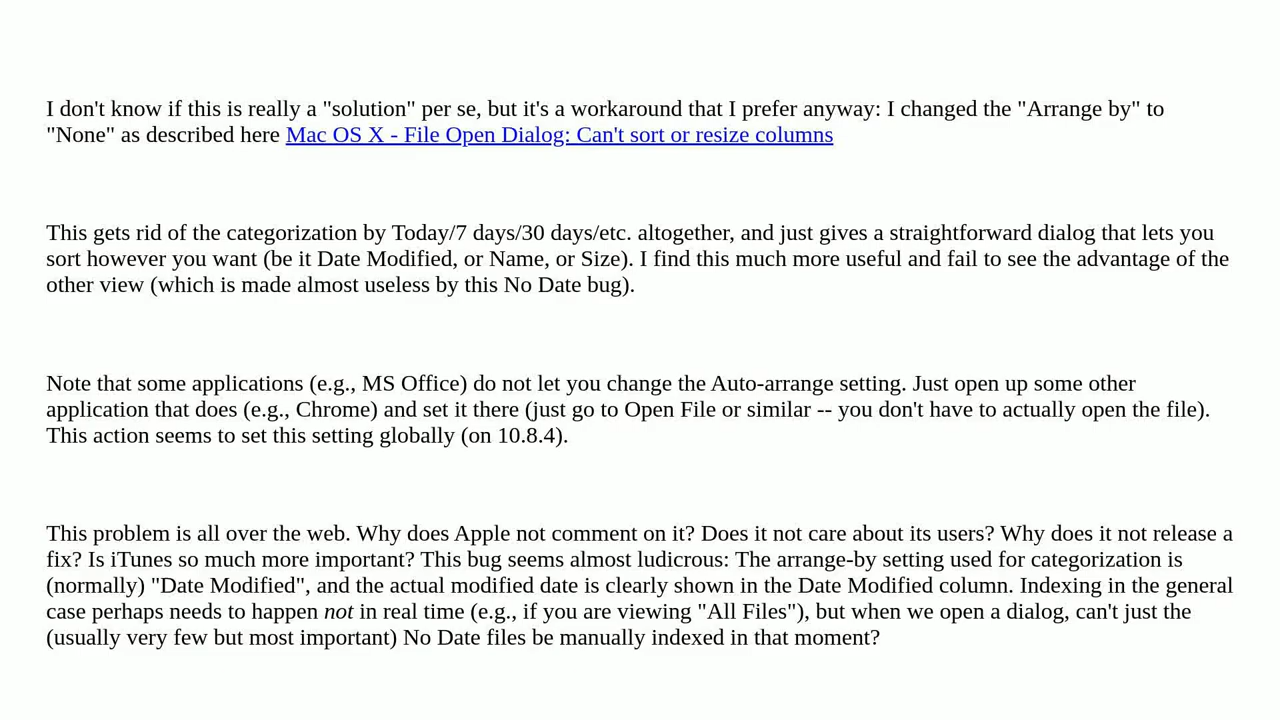 I don't know if this is really a "solution" per se, but it's a workaround that I prefer anyway: I changed the "Arrange by" to
"None" as described here Mac OS X - File Open Dialog: Can't sort or resize columns
This gets rid of the categorization by Today/7 days/30 days/etc. altogether, and just gives a straightforward dialog that lets you
sort however you want (be it Date Modified, or Name, or Size). I find this much more useful and fail to see the advantage of the
other view (which is made almost useless by this No Date bug).
Note that some applications (e.g., MS Office) do not let you change the Auto-arrange setting. Just open up some other
application that does (e.g., Chrome) and set it there (just go to Open File or similar -- you don't have to actually open the file).
This action seems to set this setting globally (on 10.8.4).
This problem is all over the web. Why does Apple not comment on it? Does it not care about its users? Why does it not release a
fix? Is iTunes so much more important? This bug seems almost ludicrous: The arrange-by setting used for categorization is
(normally) "Date Modified", and the actual modified date is clearly shown in the Date Modified column. Indexing in the general
case perhaps needs to happen not in real time (e.g., if you are viewing "All Files"), but when we open a dialog, can't just the
(usually very few but most important) No Date files be manually indexed in that moment?